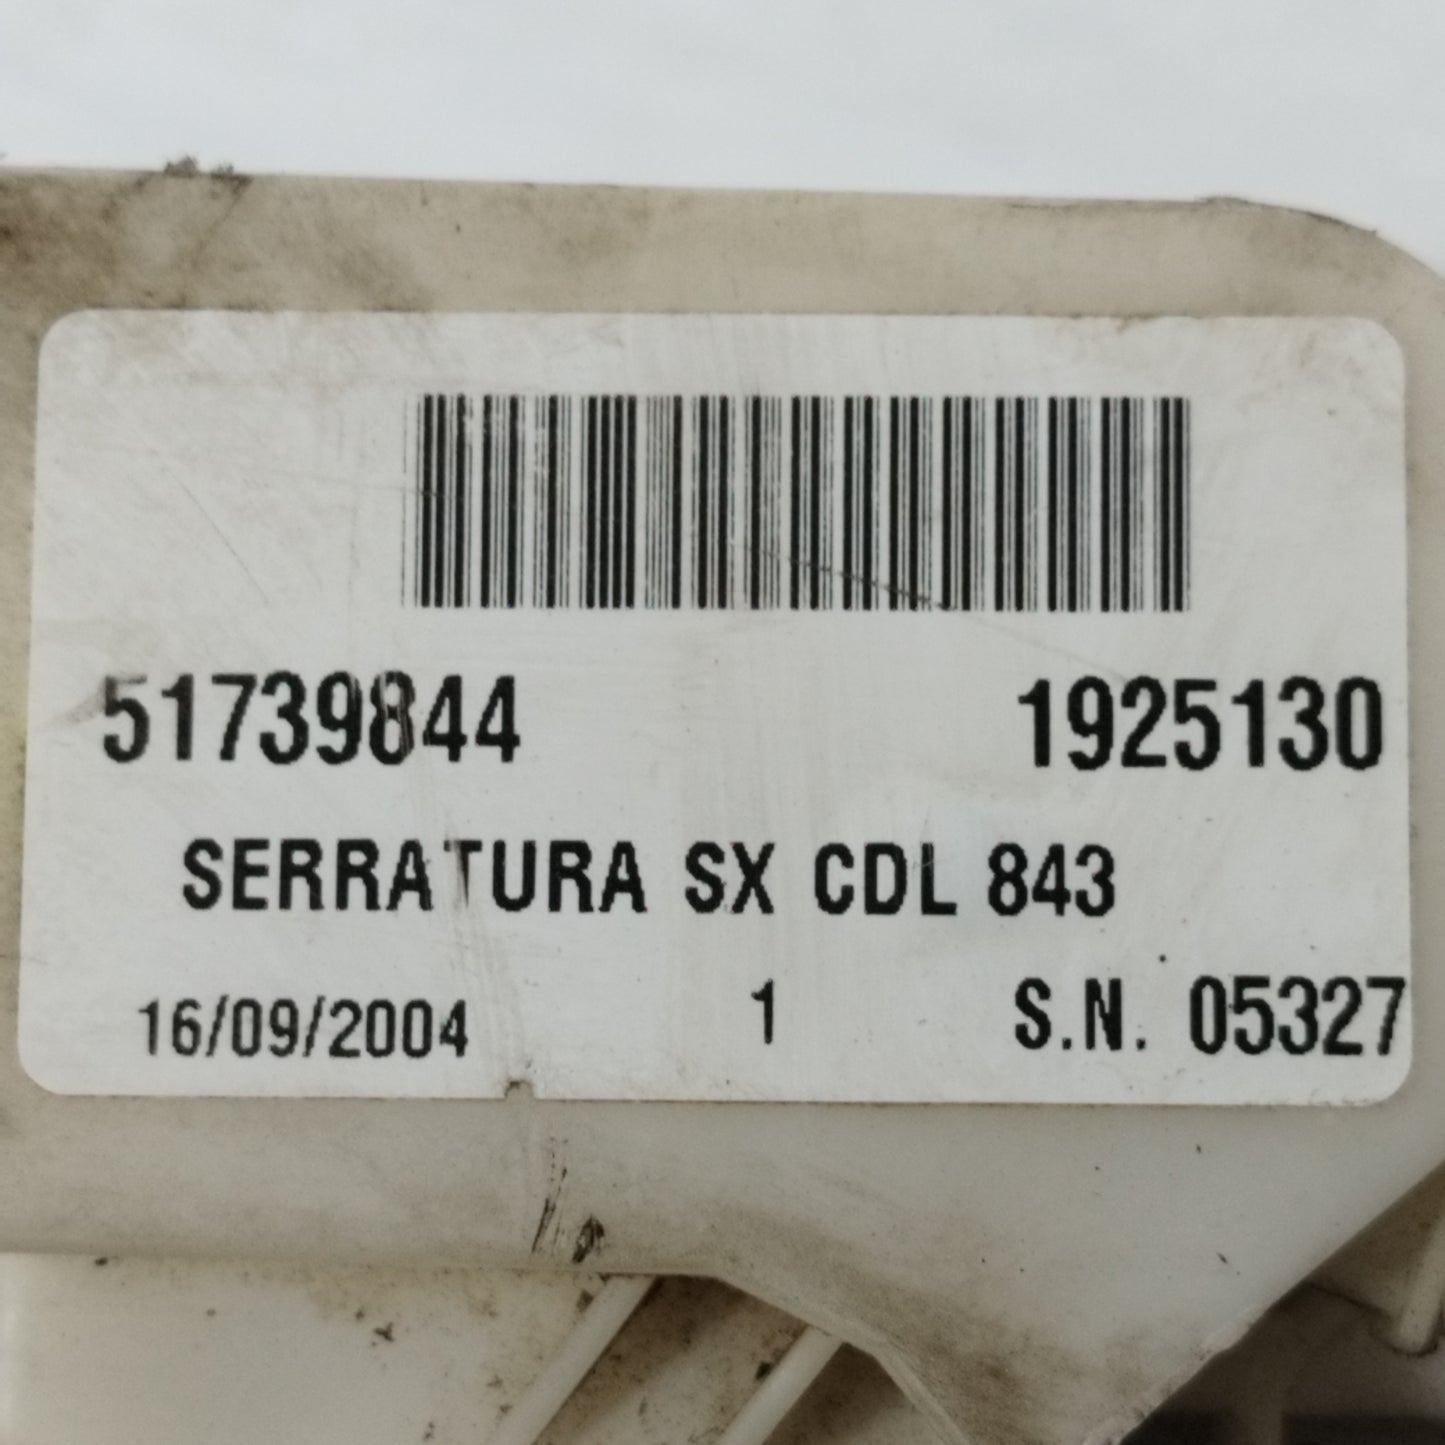 51739844 1925130
SERRATURA SX CDL 843
16/09/2004 1 S.N. 05327